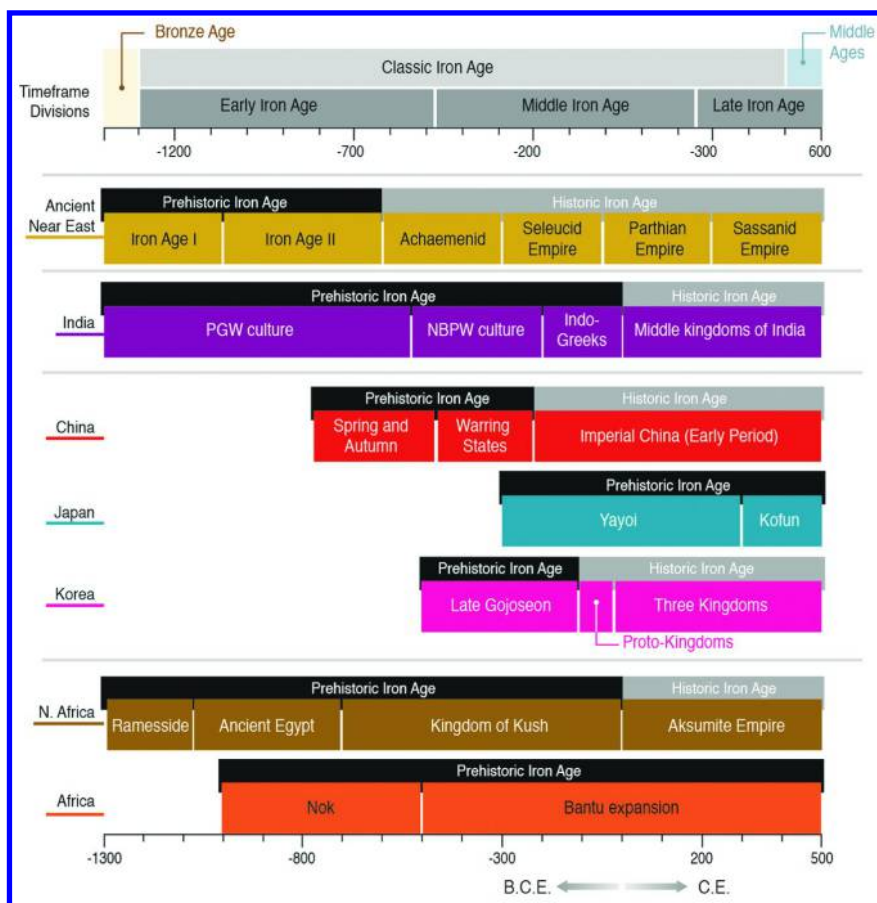 Bronze Age
Middle
Ages
Classic Iron Age
Timeframe
Divisions
Early Iron Age
Middle Iron Age
Late Iron Age
-1200
-700
-200
-300
600
Ancient
Near East
Prehistoric Iron Age
Historic Iron Age
Iron Age I
Iron Age II
Achaemenid
Seleucid
Empire
Parthian
Empire
Sassanid
Empire
India
Prehistoric Iron Age
Historic Iron Age
PGW culture
NBPW culture
Indo-
Greeks
Middle kingdoms of India
China
Prehistoric Iron Age
Historic Iron Age
Spring and
Autumn
Warring
States
Imperial China (Early Period)
Japan
Prehistoric Iron Age
Yayoi
Kofun
Korea
Prehistoric Iron Age
Historic Iron Age
Late Gojoseon
Three Kingdoms
Proto-Kingdoms
N. Africa
Prehistoric Iron Age
Historic Iron Age
Ramesside
Ancient Egypt
Kingdom of Kush
Aksumite Empire
Africa
Prehistoric Iron Age
Nok
Bantu expansion
-1300
-800
-300
200
500
B.C.E.
C.E.